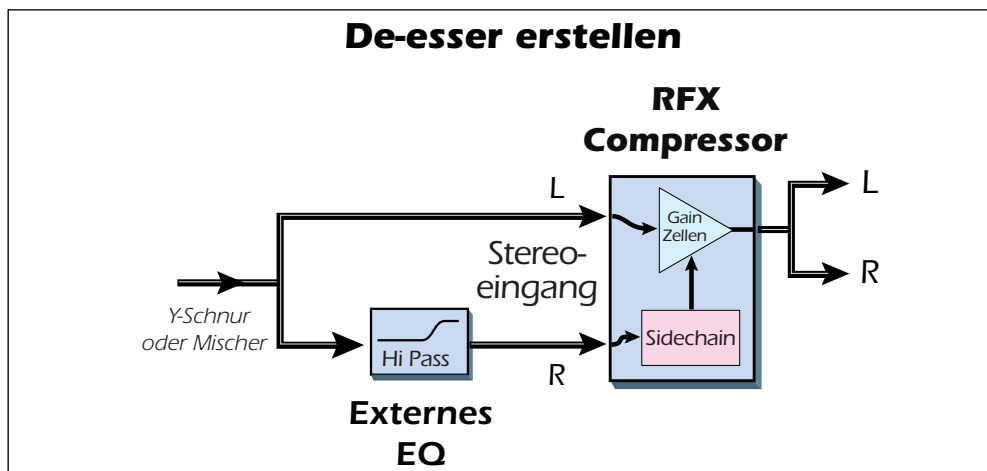 De-esser erstellen
RFX
Compressor
L
L
Gain
Zellen
Stereo-
eingang
R
Y-Schnur
oder Mischer
Hi Pass
Sidechain
R
Externes
EQ